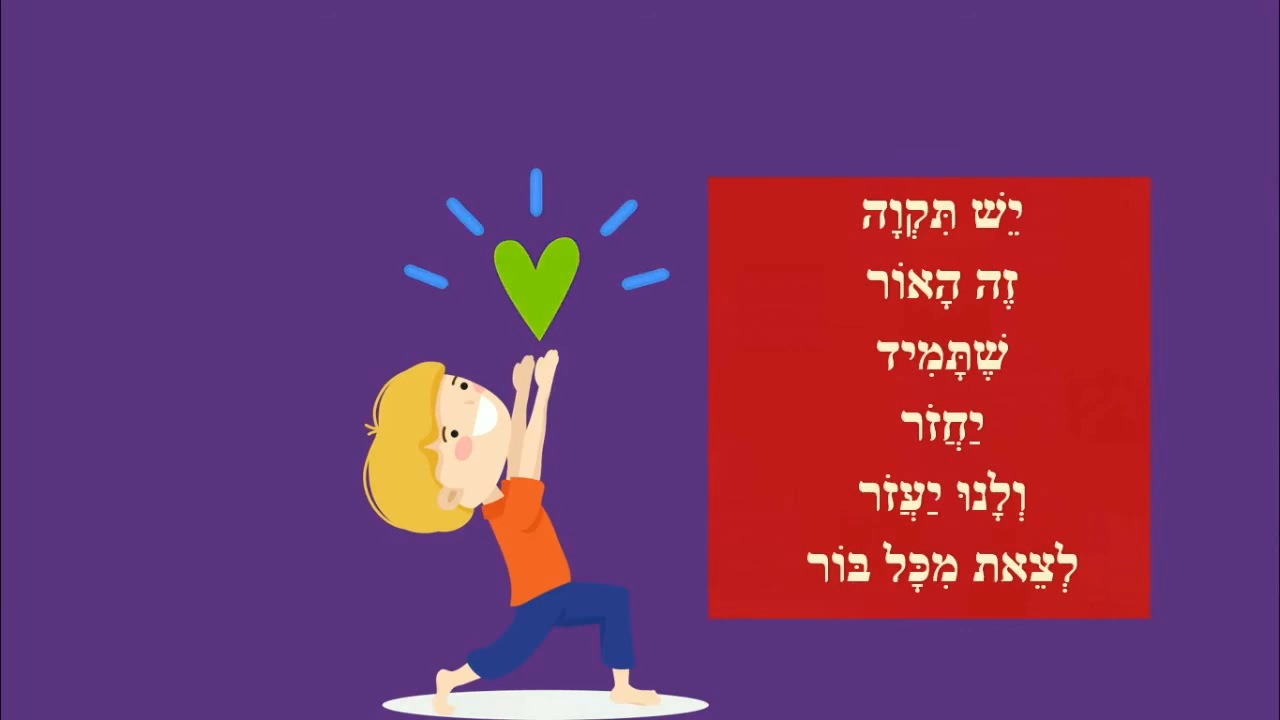 יֵשׁ תִּקְוָה
זֶה הָאוֹר
שֶׁתָּמִיד
יַחֲזֹר
וְלָנוּ יַעֲזֹר
לְצֵאת מִכָּל בּוֹר